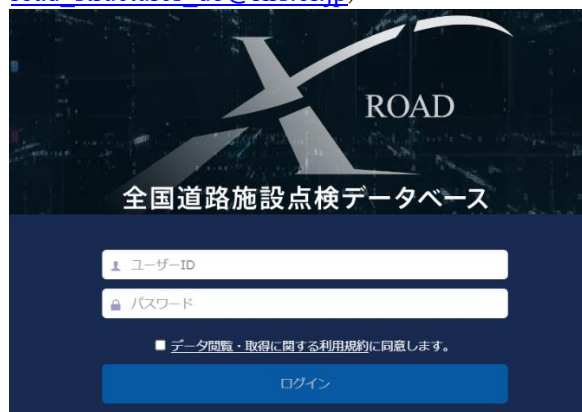 ROAD
全国道路施設点検データベース
ユーザーID
パスワード
データ閲覧・取得に関する利用規約に同意します。
ログイン